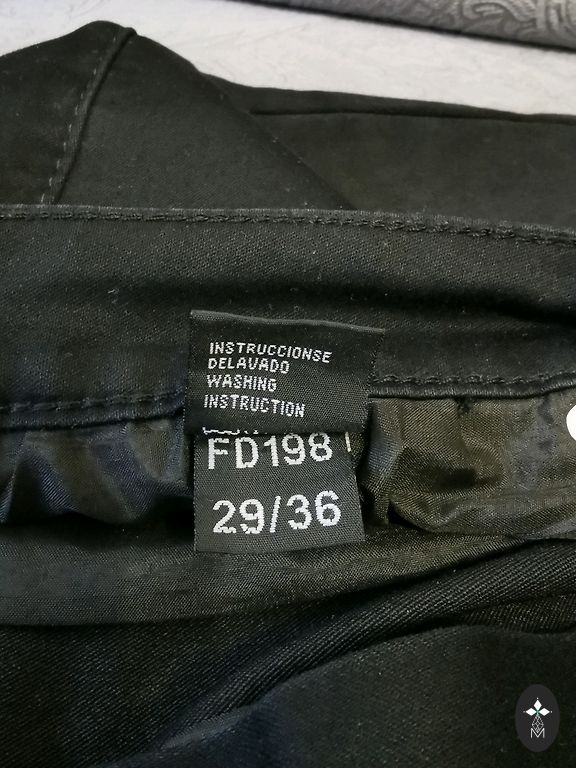 INSTRUCCIONSE
DELAVADO
WASHING
INSTRUCTION
FD198
29/36
M